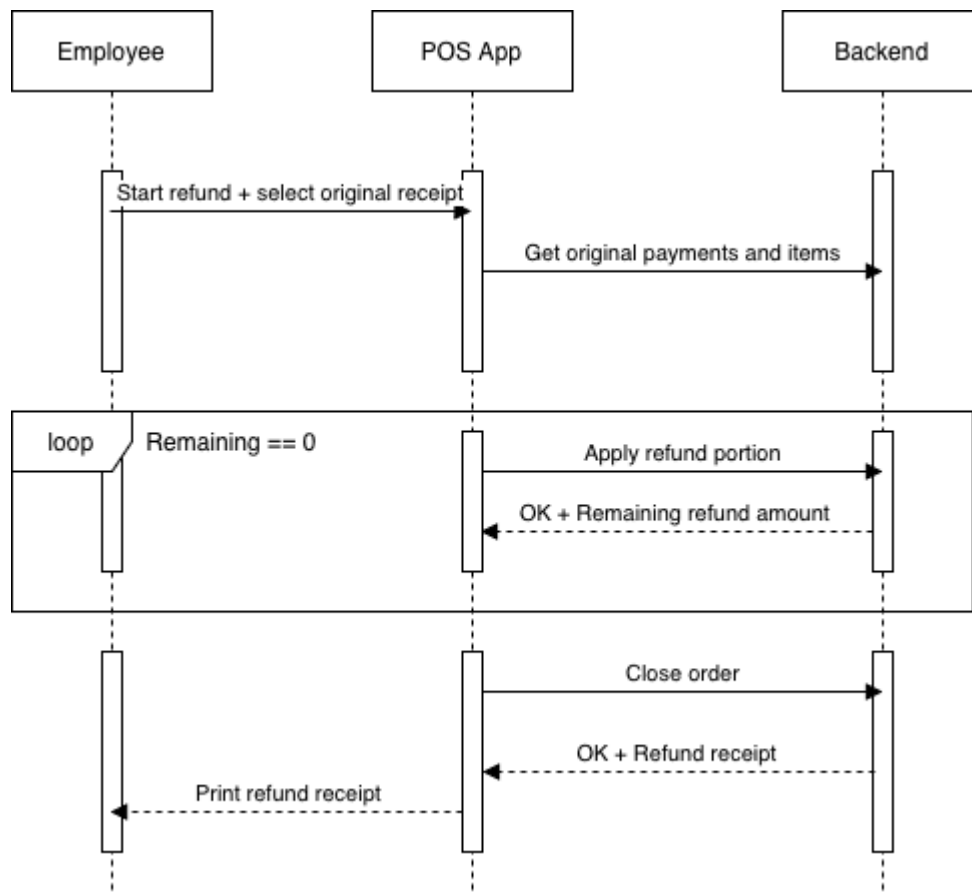 Employee
POS App
Backend
Start refund + select original receipt
Get original payments and items
loop
Remaining == 0
Apply refund portion
OK + Remaining refund amount
Close order
OK + Refund receipt
Print refund receipt